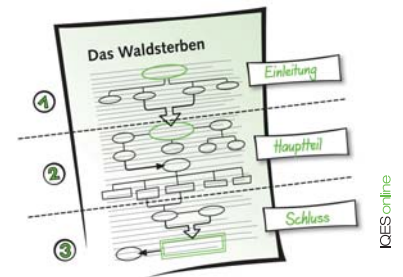 Das Waldsterben
Einleitung
1
Hauptteil
2
Schluss
3
IQESonline